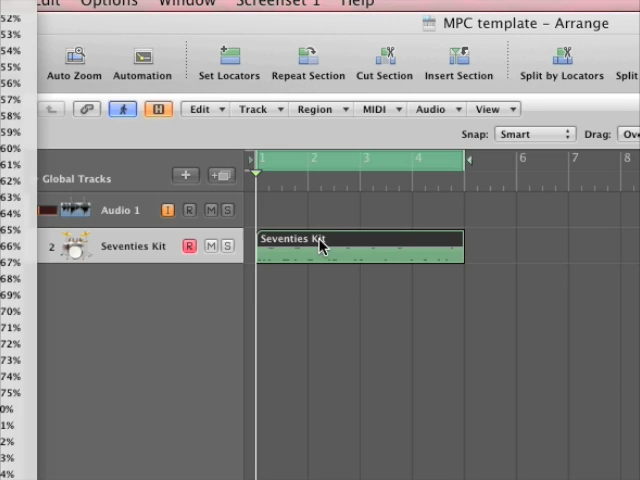 52%
53%
54%
55%
56%
57%
58%
59%
60%
61%
62%
63%
64%
65%
66%
67%
68%
69%
70%
71%
72%
73%
74%
75%
0%
1%
2%
3%
4%
Edit Options Window Screenset 1 Help
MPC template – Arrange
Auto Zoom Automation Set Locators Repeat Section Cut Section Insert Section Split by Locators Split
Edit Track Region MIDI Audio View
Snap: Smart Drag:
1 2 3 4 6 7 8
Global Tracks
Audio 1 I R M S
2 Seventies Kit R M S
Seventies Kit